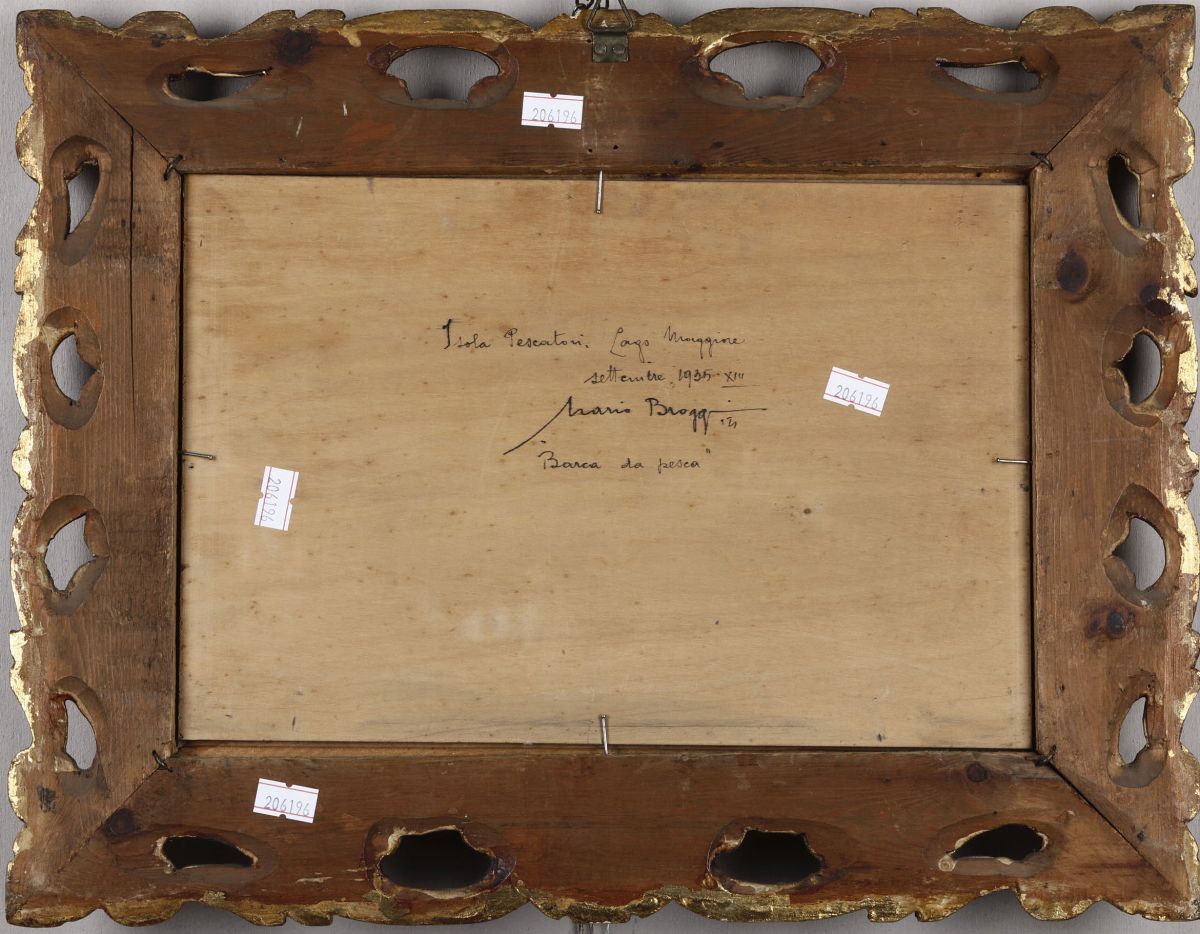 206196
Isola Pescatori. Lago Maggiore
settembre 1935 XIII
Mario Broggi
"Barca da pesca"
206196
206196
206196